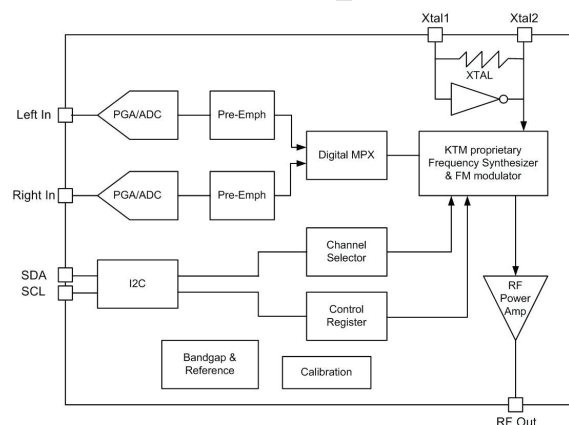 Xtal1 Xtal2
XTAL
Left In
PGA/ADC
Pre-Emph
Digital MPX
KTM proprietary
Frequency Synthesizer
& FM modulator
Right In
PGA/ADC
Pre-Emph
SDA
SCL
I2C
Channel
Selector
Control
Register
RF
Power
Amp
Bandgap &
Reference
Calibration
RF Out